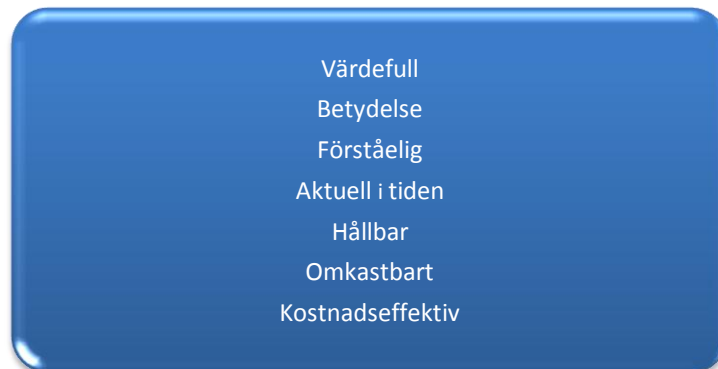 Värdefull
Betydelse
Förståelig
Aktuell i tiden
Hållbar
Omkastbart
Kostnadseffektiv